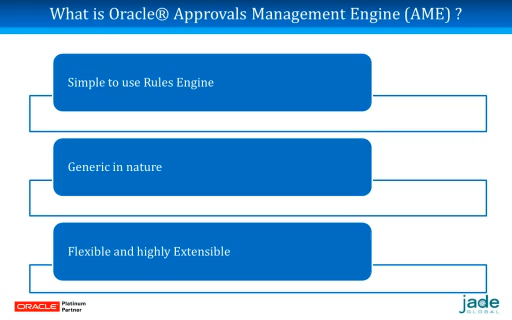 What is Oracle® Approvals Management Engine (AME) ?
Simple to use Rules Engine
Generic in nature
Flexible and highly Extensible
ORACLE Platinum
Partner
jade
GLOBAL